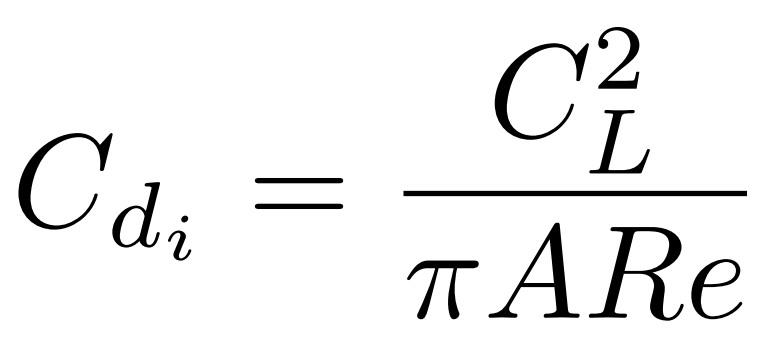 C_{d_i} = \frac{C_L^2}{\pi ARe}